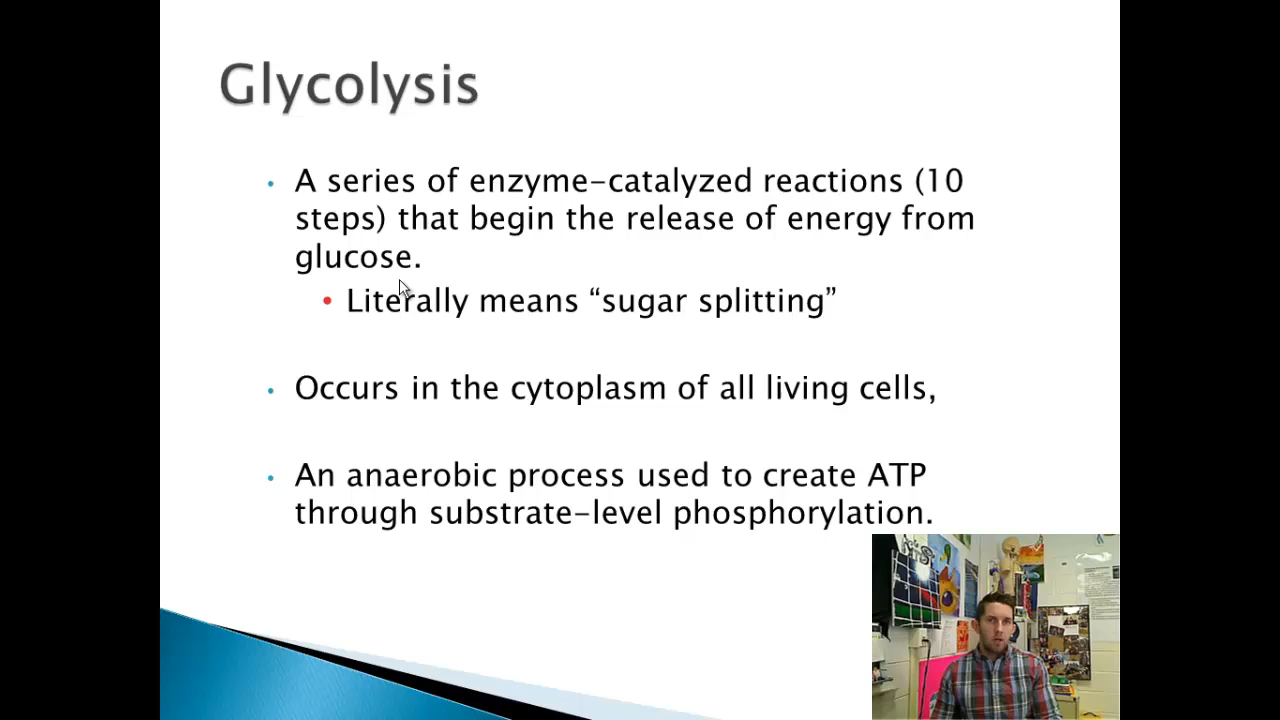 Glycolysis
• A series of enzyme-catalyzed reactions (10
steps) that begin the release of energy from
glucose.
• Literally means “sugar splitting”
• Occurs in the cytoplasm of all living cells,
• An anaerobic process used to create ATP
through substrate-level phosphorylation.